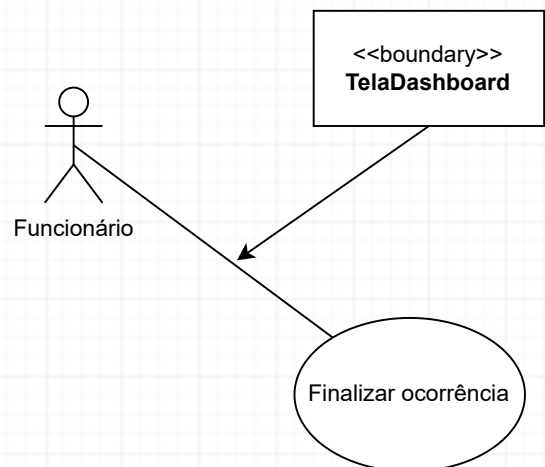 <<boundary>>
TelaDashboard
Funcionário
Finalizar ocorrência